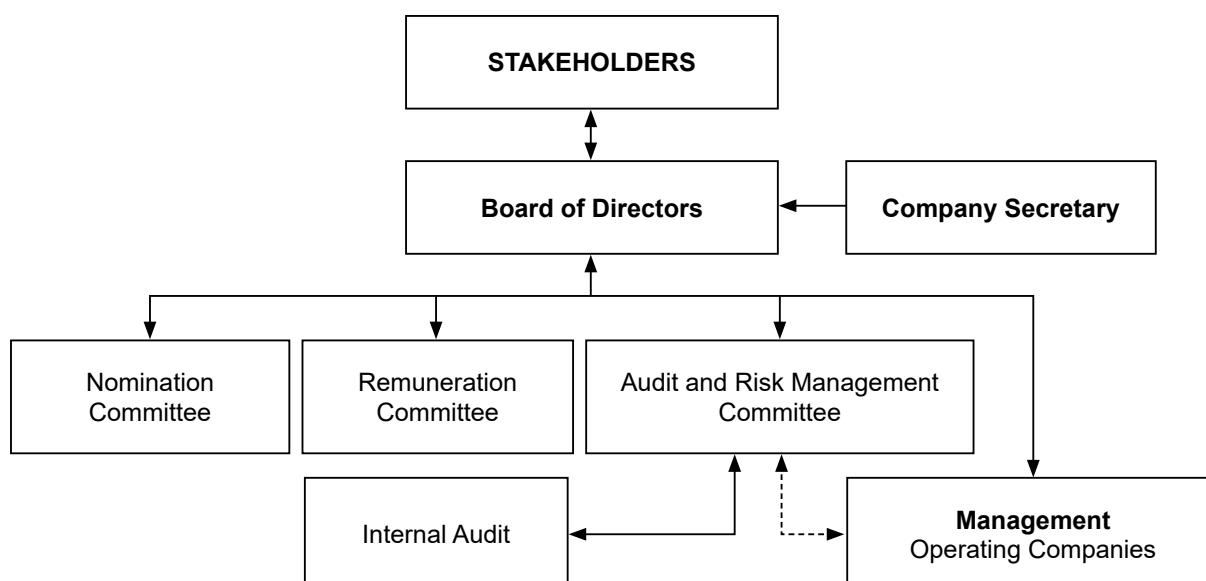 STAKEHOLDERS
Board of Directors
Company Secretary
Nomination
Committee
Remuneration
Committee
Audit and Risk Management
Committee
Internal Audit
Management
Operating Companies